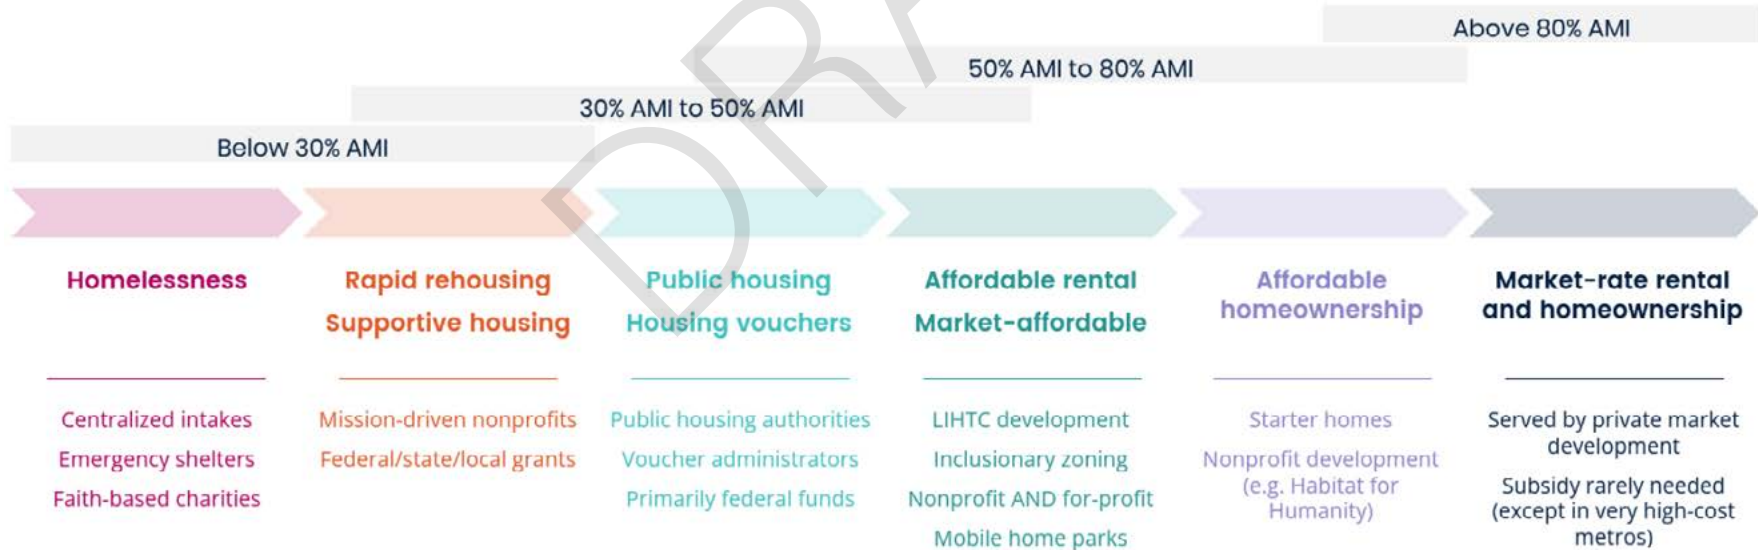 Above 80% AMI
50% AMI to 80% AMI
30% AMI to 50% AMI
Below 30% AMI
Homelessness
Rapid rehousing
Supportive housing
Public housing
Housing vouchers
Affordable rental
Market-affordable
Affordable
homeownership
Market-rate rental
and homeownership
Centralized intakes
Emergency shelters
Faith-based charities
Mission-driven nonprofits
Federal/state/local grants
Public housing authorities
Voucher administrators
Primarily federal funds
LIHTC development
Inclusionary zoning
Nonprofit AND for-profit
Mobile home parks
Starter homes
Nonprofit development
(e.g. Habitat for
Humanity)
Served by private market
development
Subsidy rarely needed
(except in very high-cost
metros)
DRA